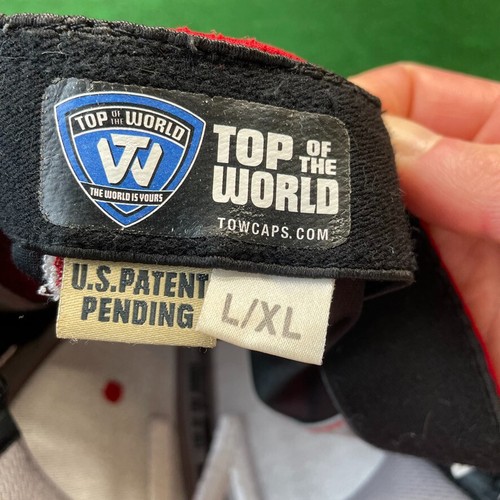 TOP OF THE WORLD
TW
THE WORLD IS YOURS
TOP OF THE
WORLD
TOWCAPS.COM
U.S. PATENT
PENDING
L/XL